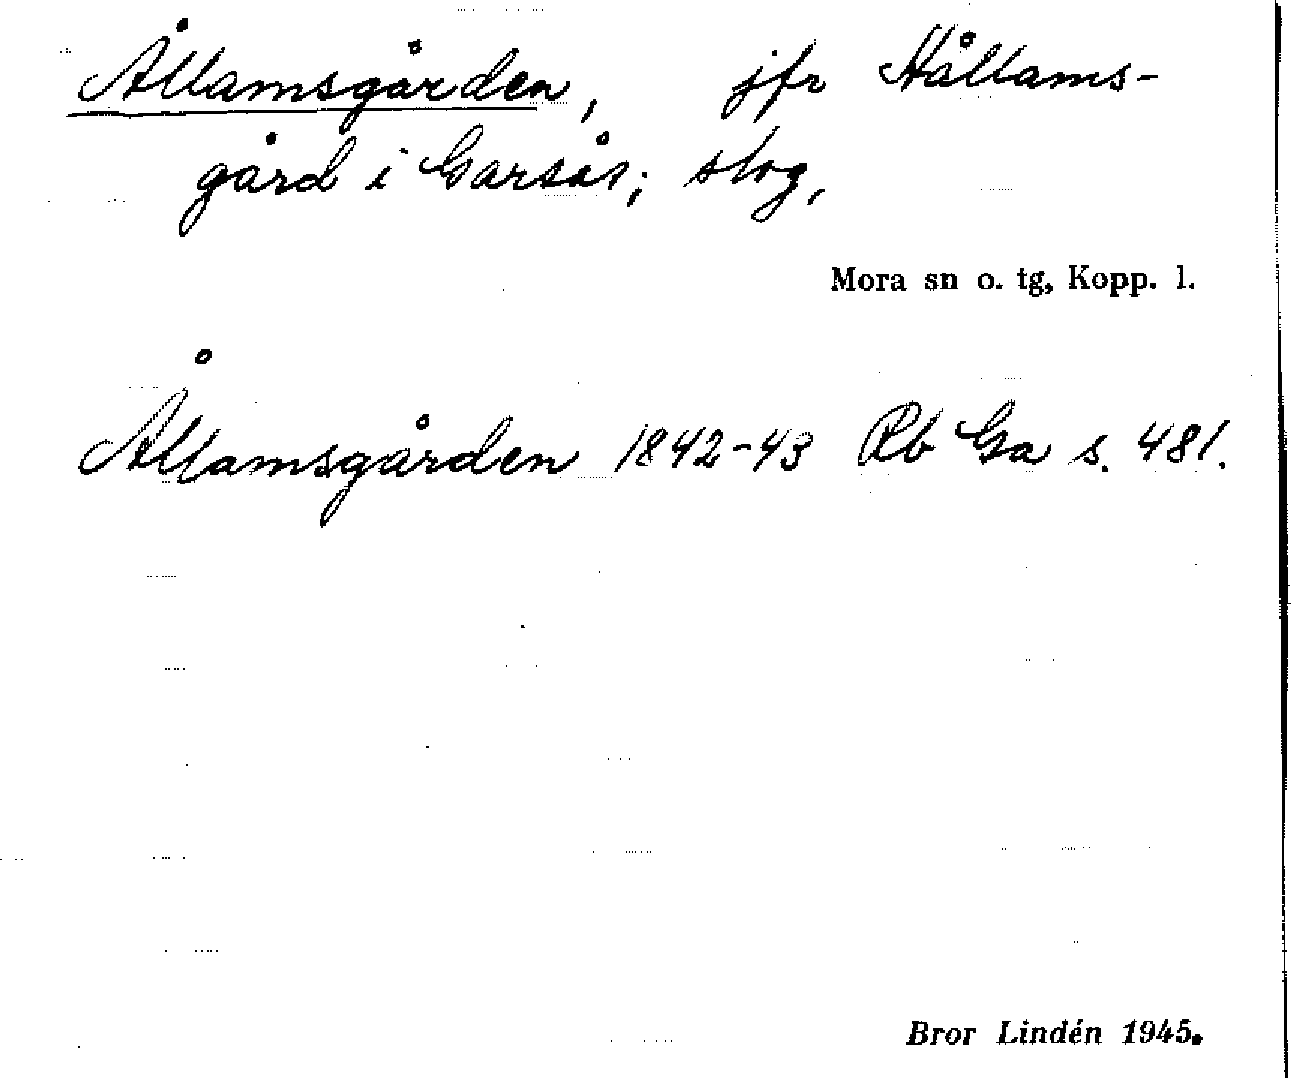 Ållamsgården, jfr Hållams-
gård i Garsås; slog,
Mora sn o. tg, Kopp. l.
Ållamsgården 1842-43 Rb Ga s. 481.
Bror Lindén 1945.